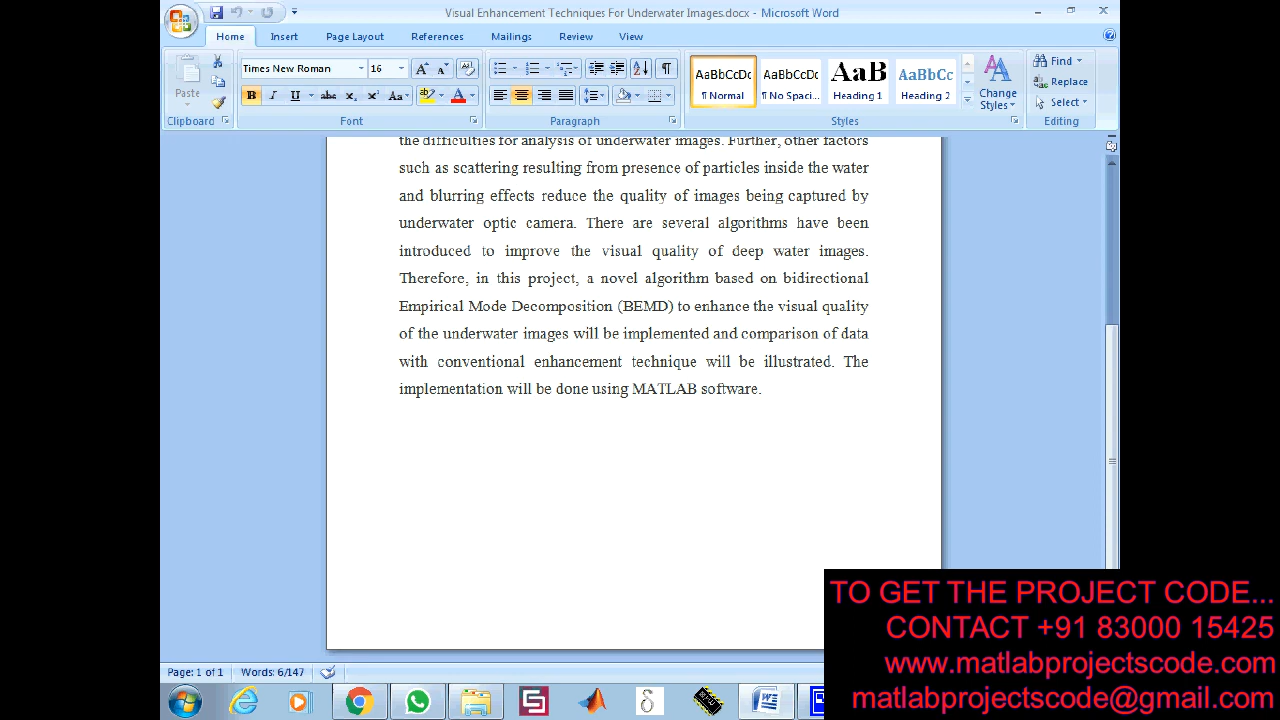 Visual Enhancement Techniques For Underwater Images.docx - Microsoft Word
Home Insert Page Layout References Mailings Review View
Times New Roman 16
Paste
Clipboard Font Paragraph Styles Editing
AaBbCcDc AaBbCcDc AaB AaBbCc
¶ Normal ¶ No Spaci... Heading 1 Heading 2
Change Styles
Find
Replace
Select
the difficulties for analysis of underwater images. Further, other factors
such as scattering resulting from presence of particles inside the water
and blurring effects reduce the quality of images being captured by
underwater optic camera. There are several algorithms have been
introduced to improve the visual quality of deep water images.
Therefore, in this project, a novel algorithm based on bidirectional
Empirical Mode Decomposition (BEMD) to enhance the visual quality
of the underwater images will be implemented and comparison of data
with conventional enhancement technique will be illustrated. The
implementation will be done using MATLAB software.
Page: 1 of 1 Words: 6/147
TO GET THE PROJECT CODE...
CONTACT +91 83000 15425
www.matlabprojectscode.com
matlabprojectscode@gmail.com